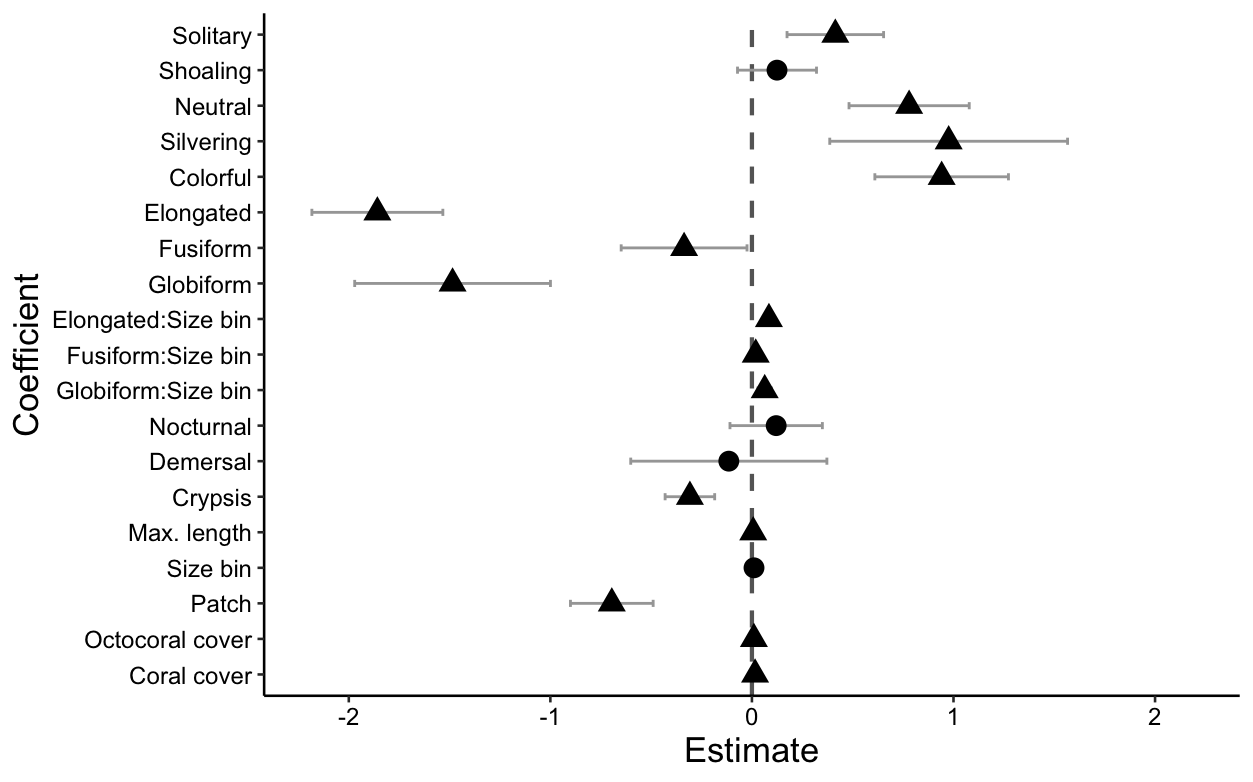 Solitary
Shoaling
Neutral
Silvering
Colorful
Elongated
Fusiform
Globiform
Elongated:Size bin
Fusiform:Size bin
Globiform:Size bin
Nocturnal
Demersal
Crypsis
Max. length
Size bin
Patch
Octocoral cover
Coral cover
Coefficient
-2 -1 0 1 2
Estimate